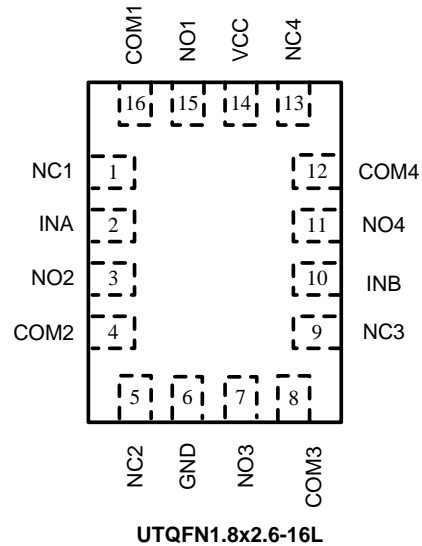 COM1
NO1
VCC
NC4
16
15
14
13
NC1
1
12
COM4
INA
2
11
NO4
NO2
3
10
INB
COM2
4
9
NC3
5
6
7
8
NC2
GND
NO3
COM3
UTQFN1.8x2.6-16L